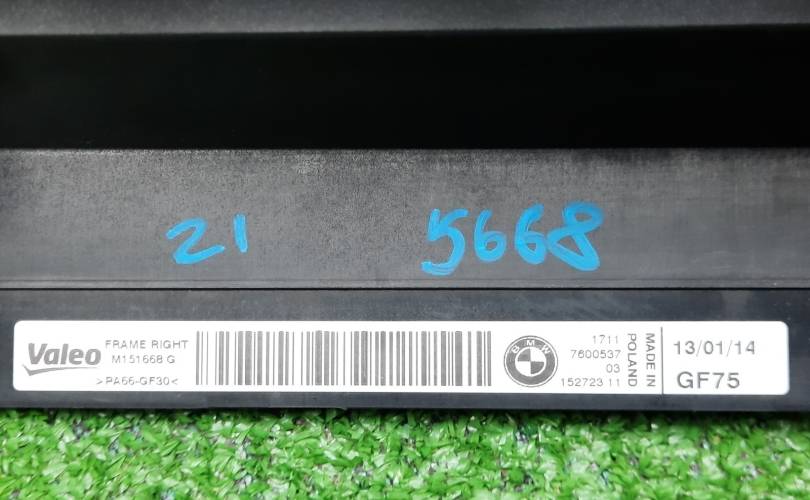 21 5668
Valeo
FRAME RIGHT
M151668 G
>PA66-GF30<
BMW
1711
7600537
03
152723 11
MADE IN
POLAND
13/01/14
GF75